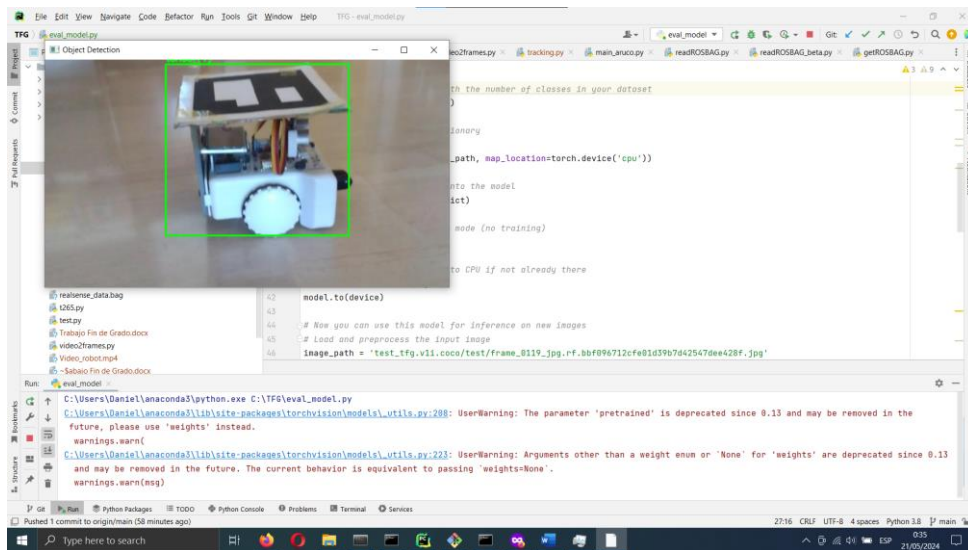 File Edit View Navigate Code Refactor Run Tools Git Window Help TFG - eval_model.py
TFG eval_model.py
eval_model Git:
Object Detection
eo2frames.py tracking.py main_aruco.py readROSBAG.py readROSBAG_beta.py getROSBAG.py
3 9
th the number of classes in your dataset
)
ionary
_path, map_location=torch.device('cpu'))
nto the model
ict)
mode (no training)
to CPU if not already there
realsense_data.bag
t265.py
test.py
Trabajo Fin de Grado.docx
video2frames.py
Video_robot.mp4
~$abajo Fin de Grado.docx
42 model.to(device)
43
44 # Now you can use this model for inference on new images
45 # Load and preprocess the input image
46 image_path = 'test_tfg.v1i.coco/test/frame_0119_jpg.rf.bbf096712cfe01d39b7d42547dee428f.jpg'
Project
Commit
Pull Requests
Bookmarks
Structure
Run: eval_model
C:\Users\Daniel\anaconda3\python.exe C:\TFG\eval_model.py
C:\Users\Daniel\anaconda3\lib\site-packages\torchvision\models\_utils.py:208: UserWarning: The parameter 'pretrained' is deprecated since 0.13 and may be removed in the
future, please use 'weights' instead.
warnings.warn(
C:\Users\Daniel\anaconda3\lib\site-packages\torchvision\models\_utils.py:223: UserWarning: Arguments other than a weight enum or `None` for 'weights' are deprecated since 0.13
and may be removed in the future. The current behavior is equivalent to passing `weights=None`.
warnings.warn(msg)
Git Run Python Packages TODO Python Console Problems Terminal Services
Pushed 1 commit to origin/main (58 minutes ago) 27:16 CRLF UTF-8 4 spaces Python 3.8 main
Type here to search
ESP
0:35
21/05/2024